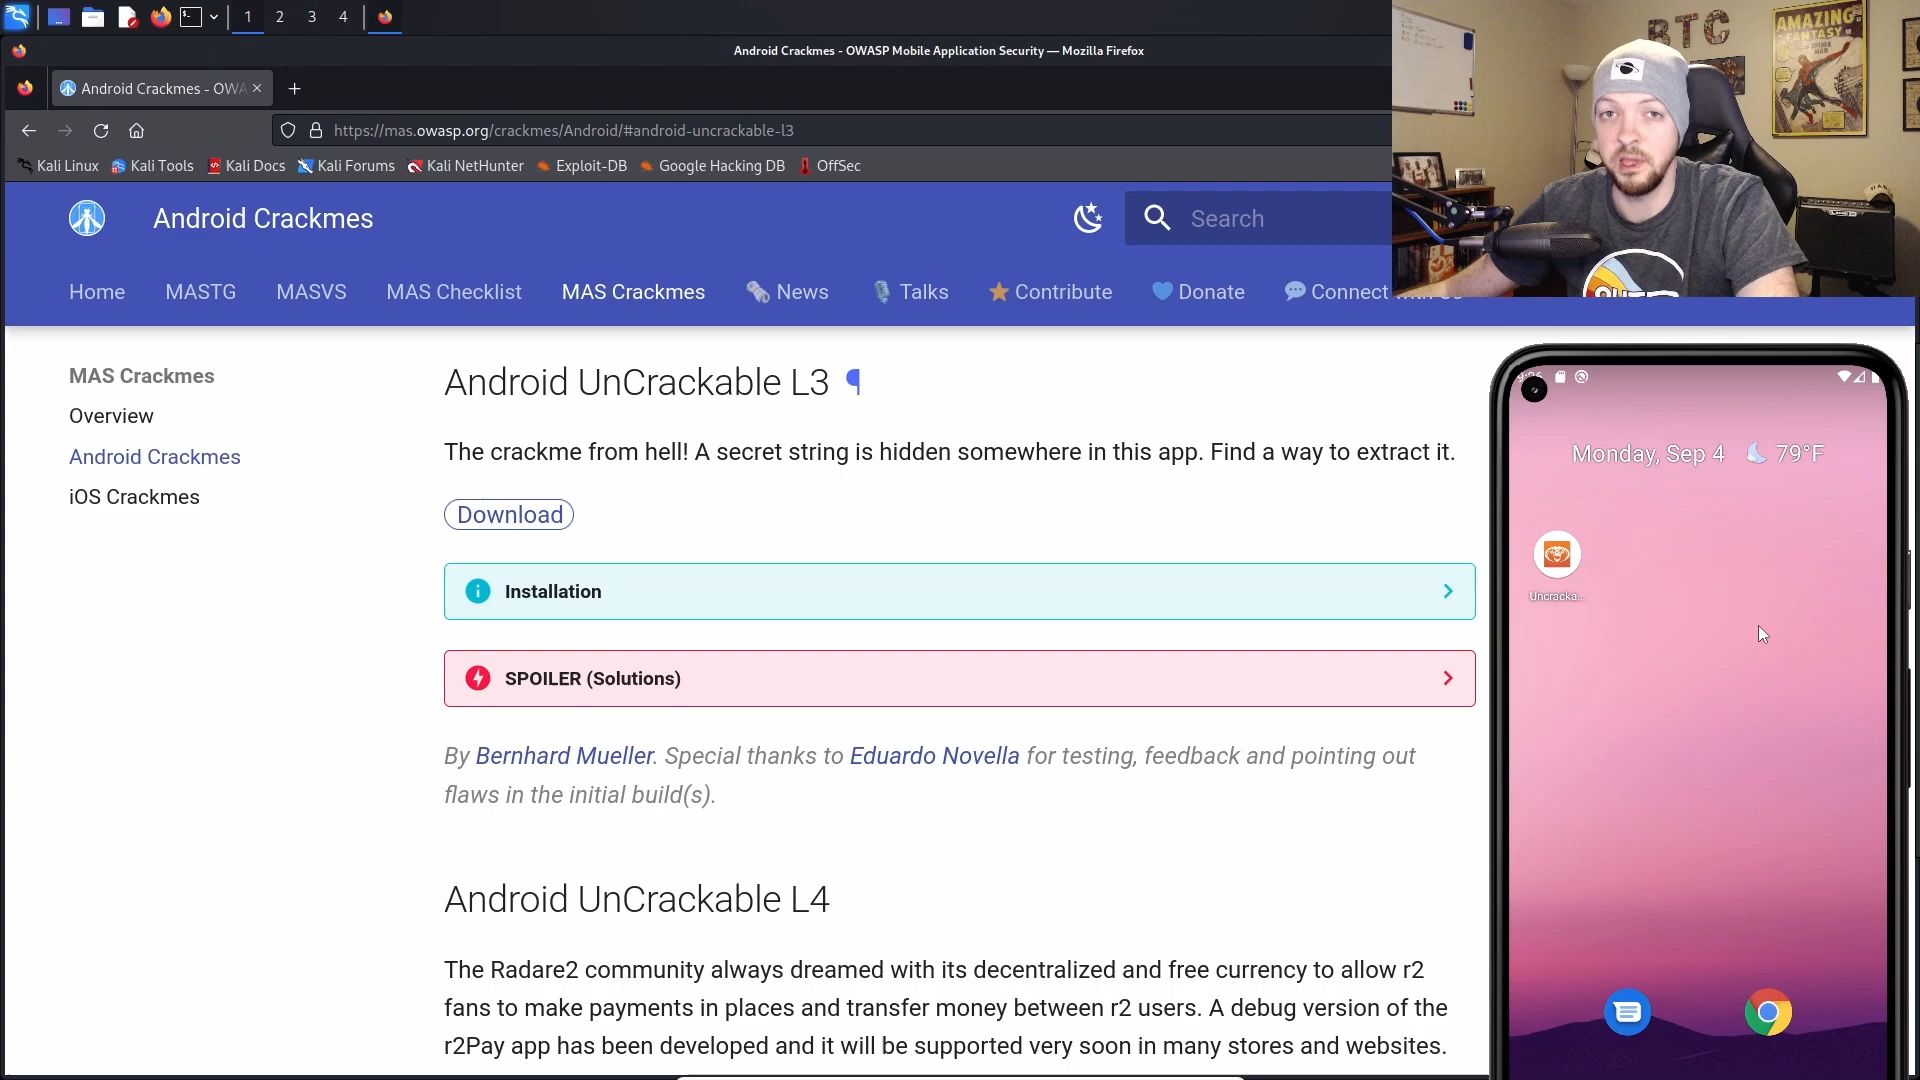 1 2 3 4
Android Crackmes - OWASP Mobile Application Security — Mozilla Firefox
Android Crackmes - OWA
https://mas.owasp.org/crackmes/Android/#android-uncrackable-l3
Kali Linux Kali Tools Kali Docs Kali Forums Kali NetHunter Exploit-DB Google Hacking DB OffSec
BTC
AMAZING
FANTASY
Android Crackmes
Search
Home MASTG MASVS MAS Checklist MAS Crackmes News Talks Contribute Donate Connect
MAS Crackmes
Overview
Android Crackmes
iOS Crackmes
Android UnCrackable L3 ¶
The crackme from hell! A secret string is hidden somewhere in this app. Find a way to extract it.
Download
Installation
SPOILER (Solutions)
By Bernhard Mueller. Special thanks to Eduardo Novella for testing, feedback and pointing out
flaws in the initial build(s).
Android UnCrackable L4
The Radare2 community always dreamed with its decentralized and free currency to allow r2
fans to make payments in places and transfer money between r2 users. A debug version of the
r2Pay app has been developed and it will be supported very soon in many stores and websites.
Monday, Sep 4 79°F
Uncracka...